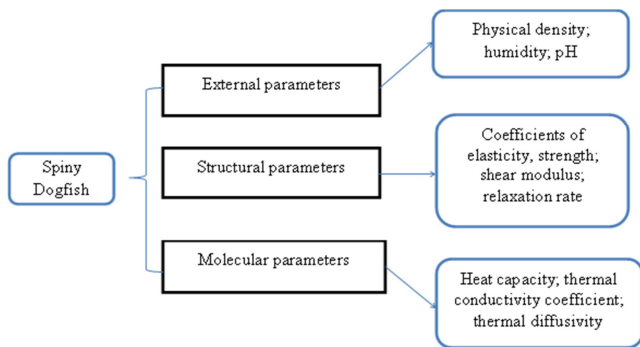 Spiny
Dogfish
External parameters
Physical density;
humidity; pH
Structural parameters
Coefficients of
elasticity, strength;
shear modulus;
relaxation rate
Molecular parameters
Heat capacity; thermal
conductivity coefficient;
thermal diffusivity